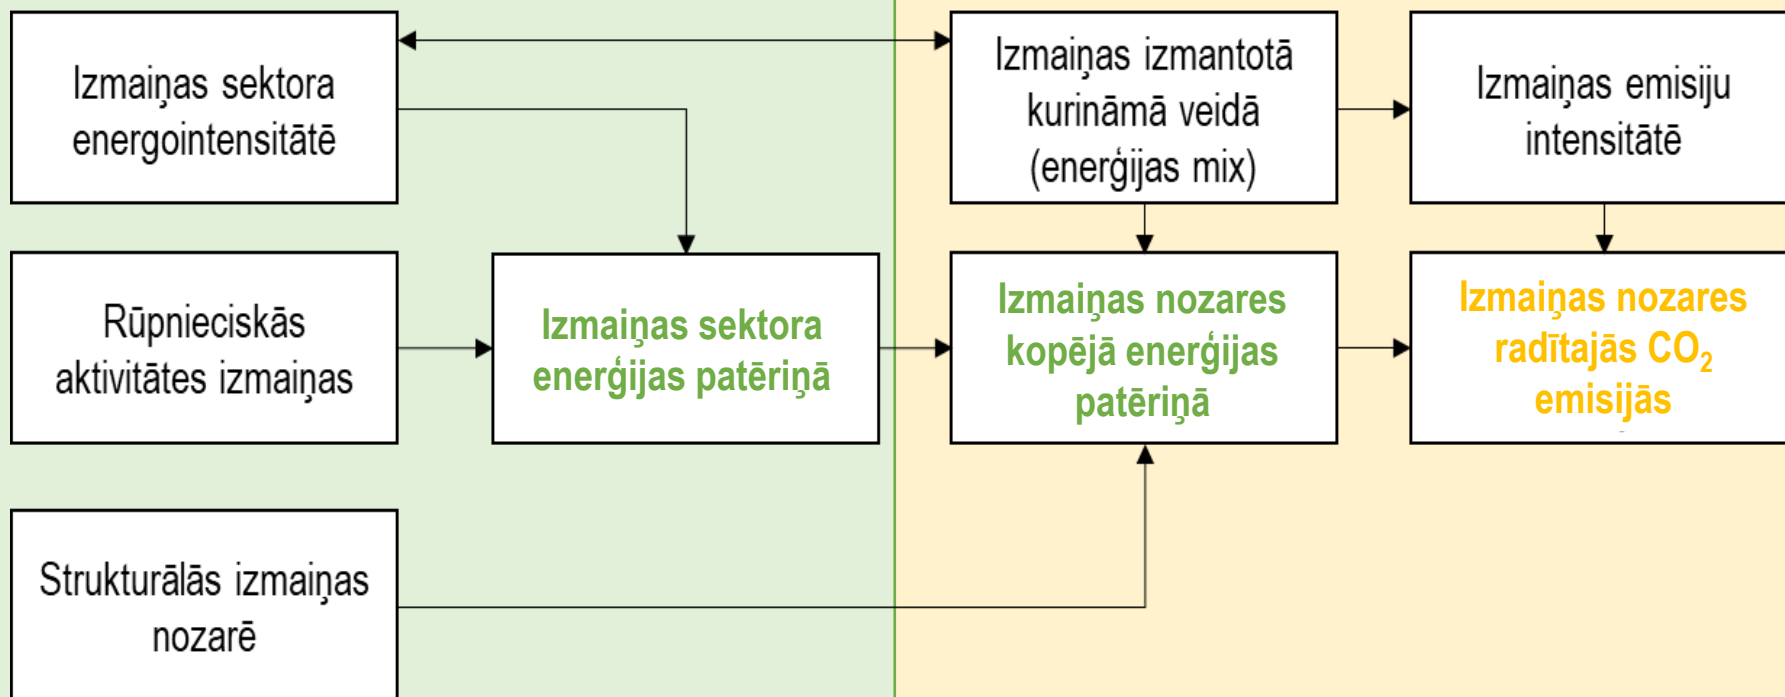 Izmaiņas sektora
energointensitātē
Izmaiņas izmantotā
kurināmā veidā
(enerģijas mix)
Izmaiņas emisiju
intensitātē
Rūpnieciskās
aktivitātes izmaiņas
Izmaiņas sektora
enerģijas patēriņā
Izmaiņas nozares
kopējā enerģijas
patēriņā
Izmaiņas nozares
radītajās CO₂
emisijās
Strukturālās izmaiņas
nozarē